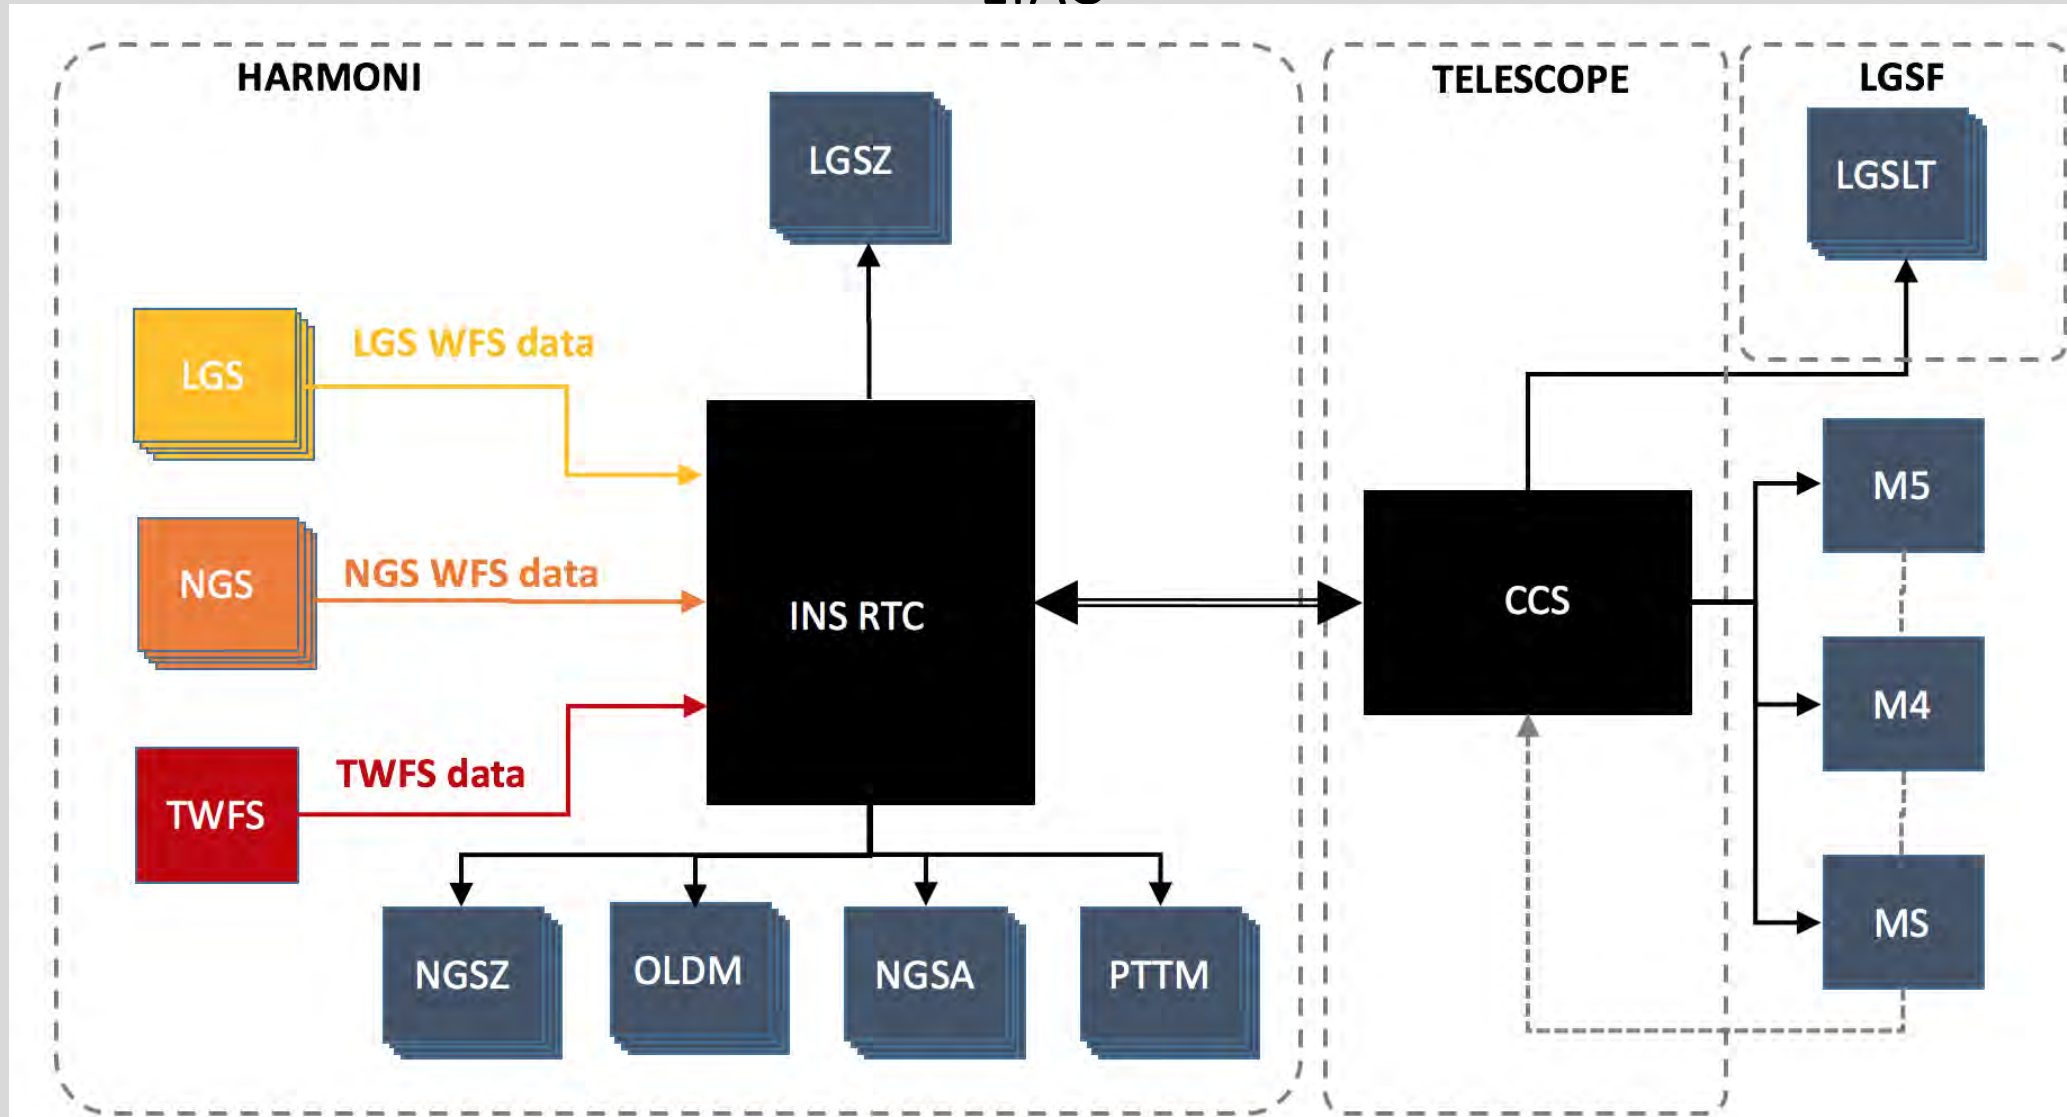 HARMONI
TELESCOPE
LGSF
LGSZ
LGSLT
LGS
LGS WFS data
M5
NGS
NGS WFS data
INS RTC
CCS
M4
TWFS
TWFS data
MS
NGSZ
OLDM
NGSA
PTTM